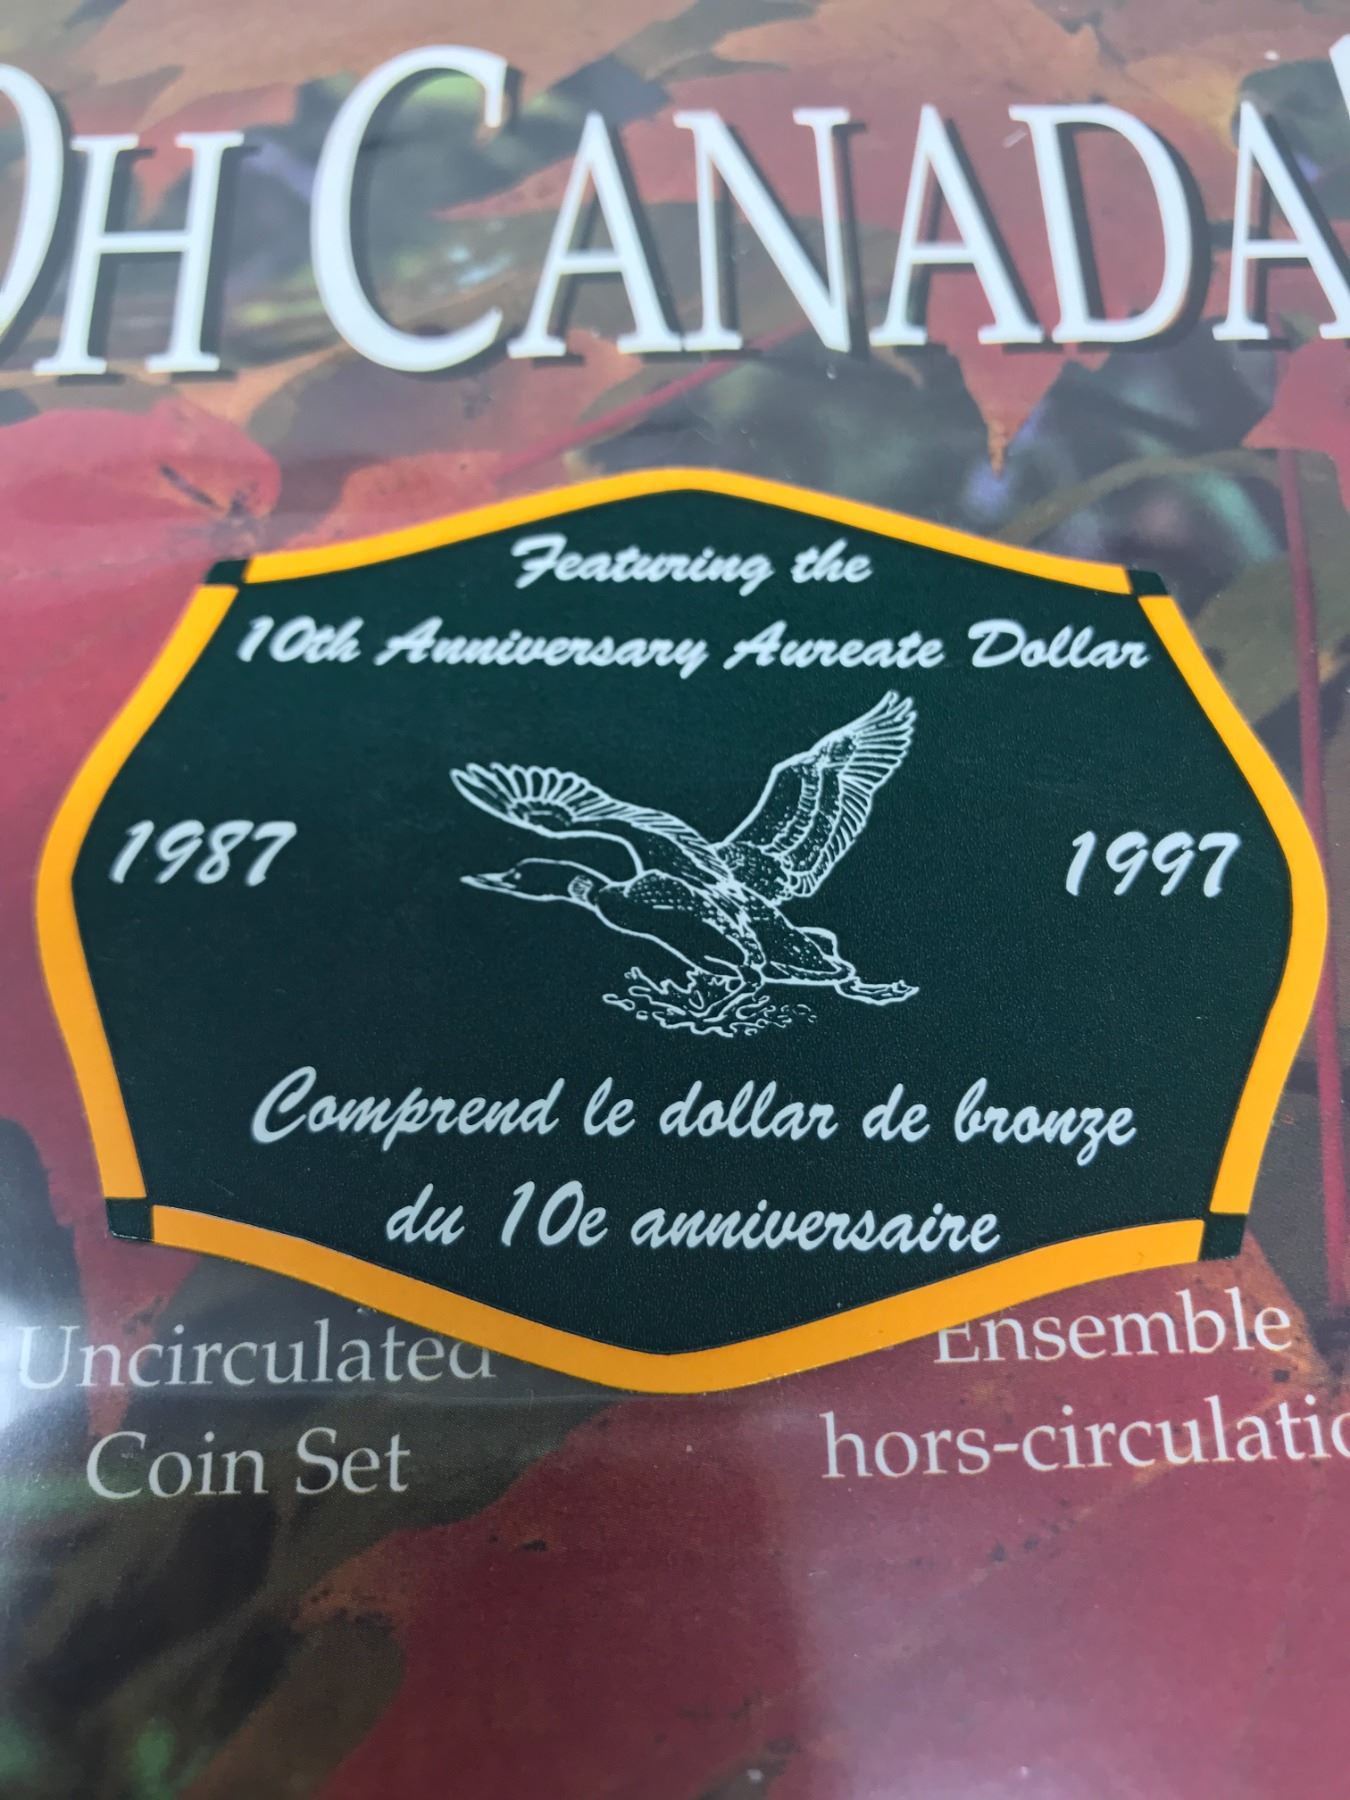 OH CANADA
Featuring the
10th Anniversary Aureate Dollar
1987
1997
Comprend le dollar de bronze
du 10e anniversaire
Uncirculated
Coin Set
Ensemble
hors-circulatio